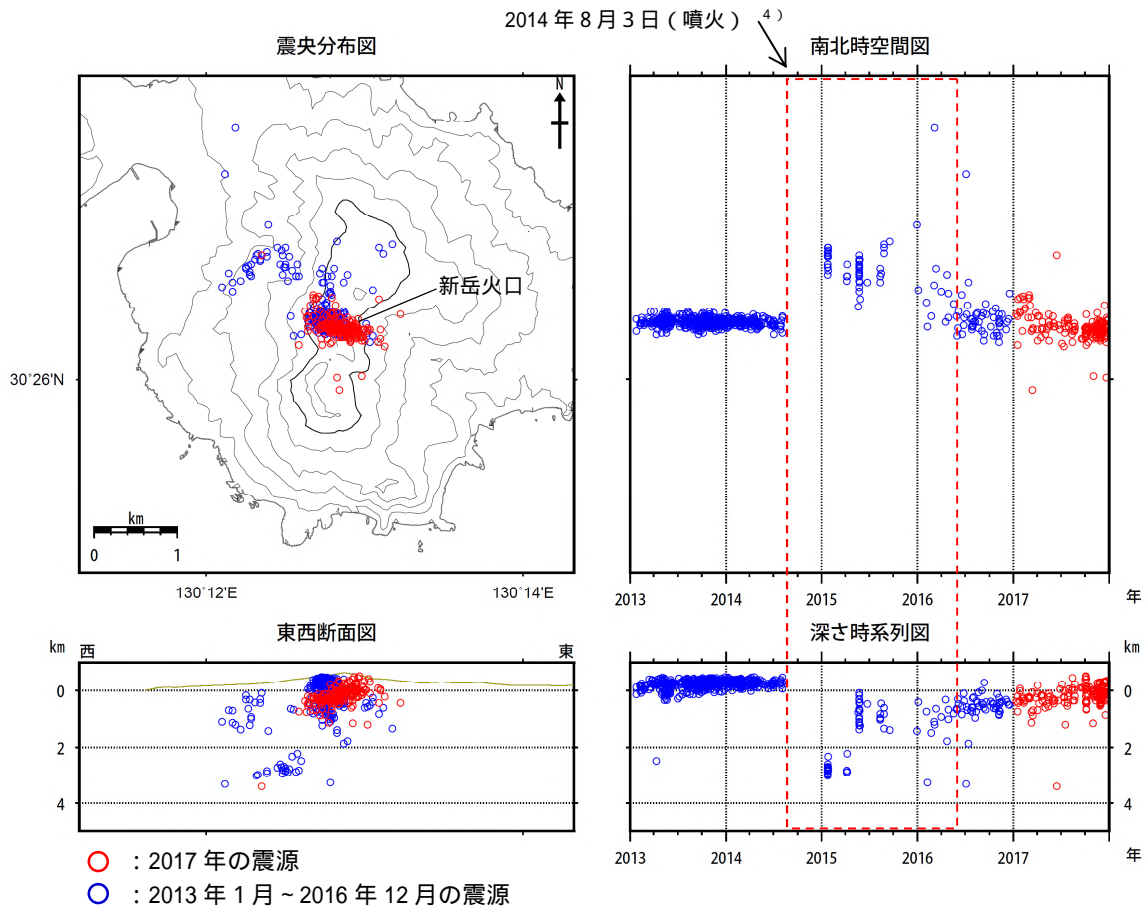 2014 年 8 月 3 日（噴火） 4）
震央分布図
南北時空間図
N
新岳火口
30°26'N
km
0 1
130°12'E 130°14'E
2013 2014 2015 2016 2017 年
東西断面図
深さ時系列図
km 西 東
km
0
2
4
0
2
4
2013 2014 2015 2016 2017 年
：2017 年の震源
：2013 年 1 月 ~ 2016 年 12 月の震源